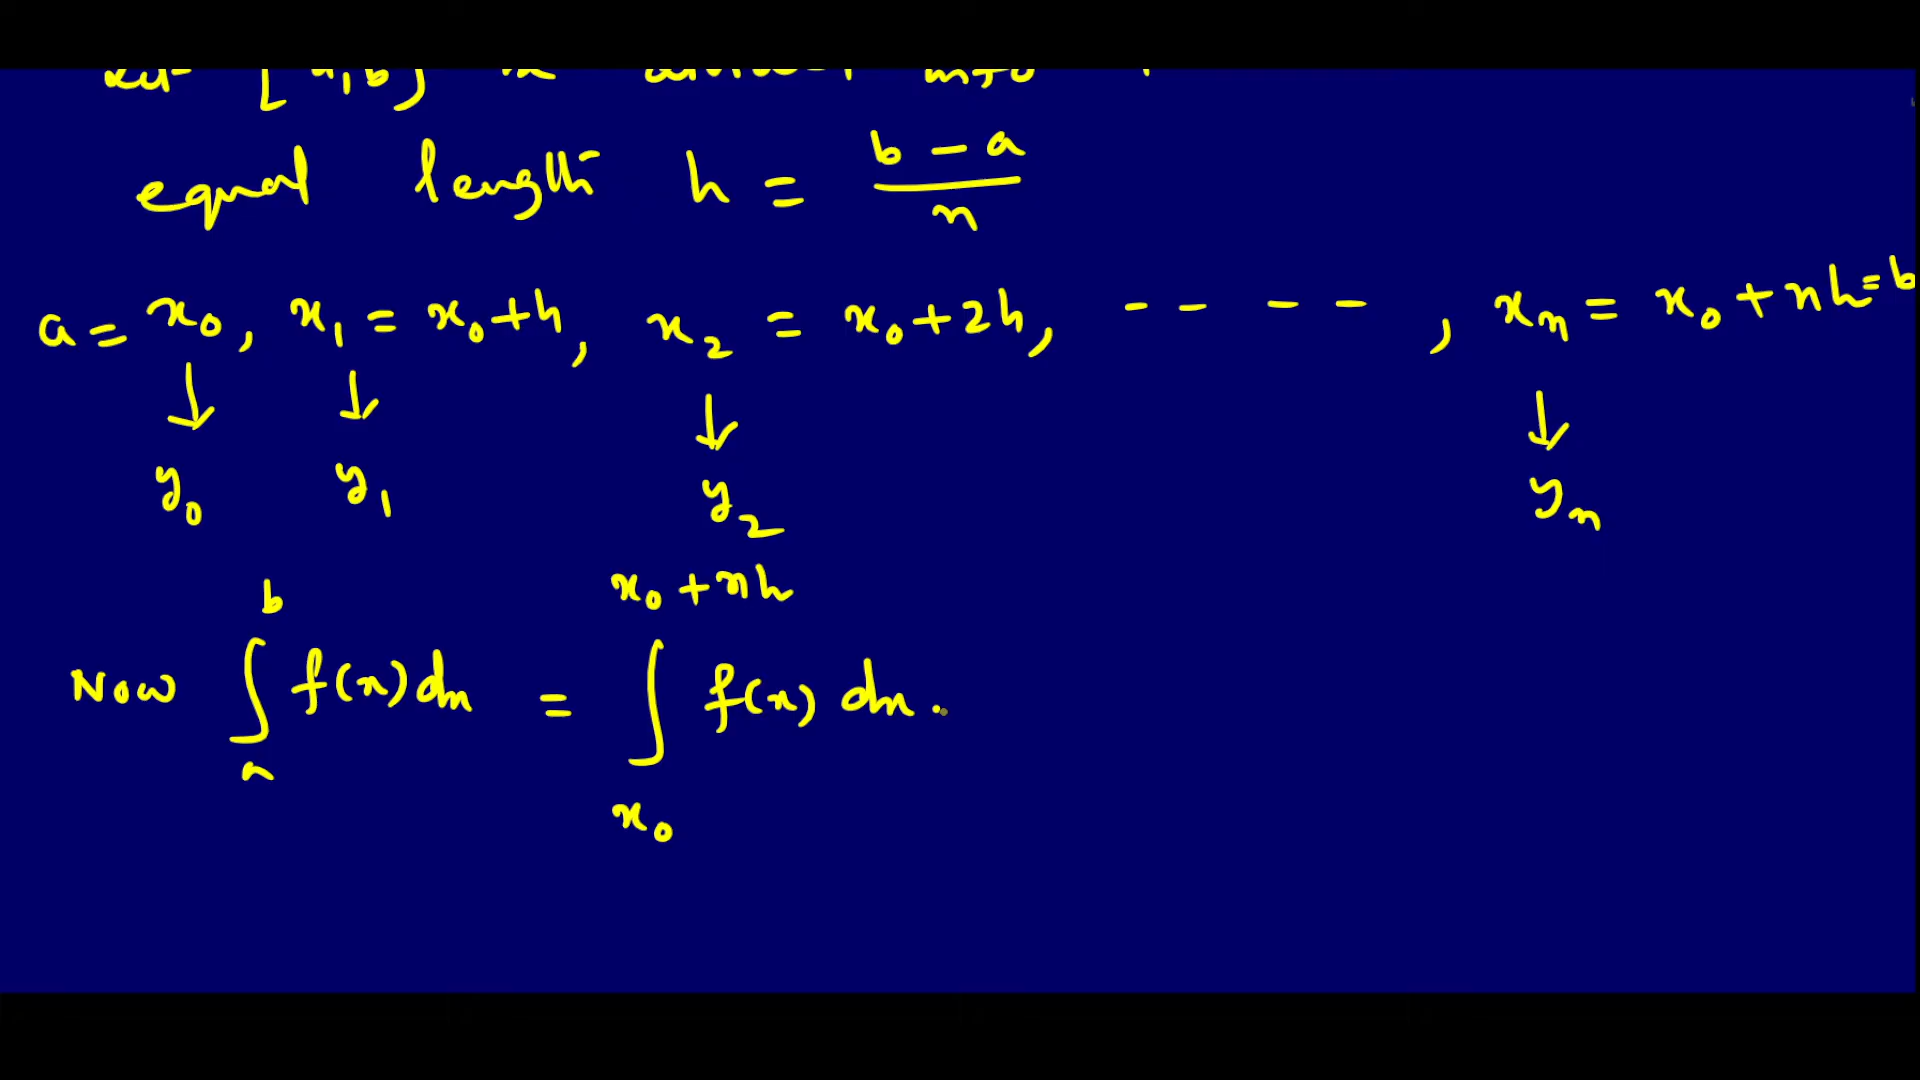 [a,b]
equal length h = b - a / n
a = x₀, x₁ = x₀+h, x₂ = x₀+2h, -- -- , xₙ = x₀+nh=b
↓ ↓ ↓ ↓
y₀ y₁ y₂ yₙ
Now ∫ₐᵇ f(x)dx = ∫_{x₀}^{x₀+nh} f(x) dx.